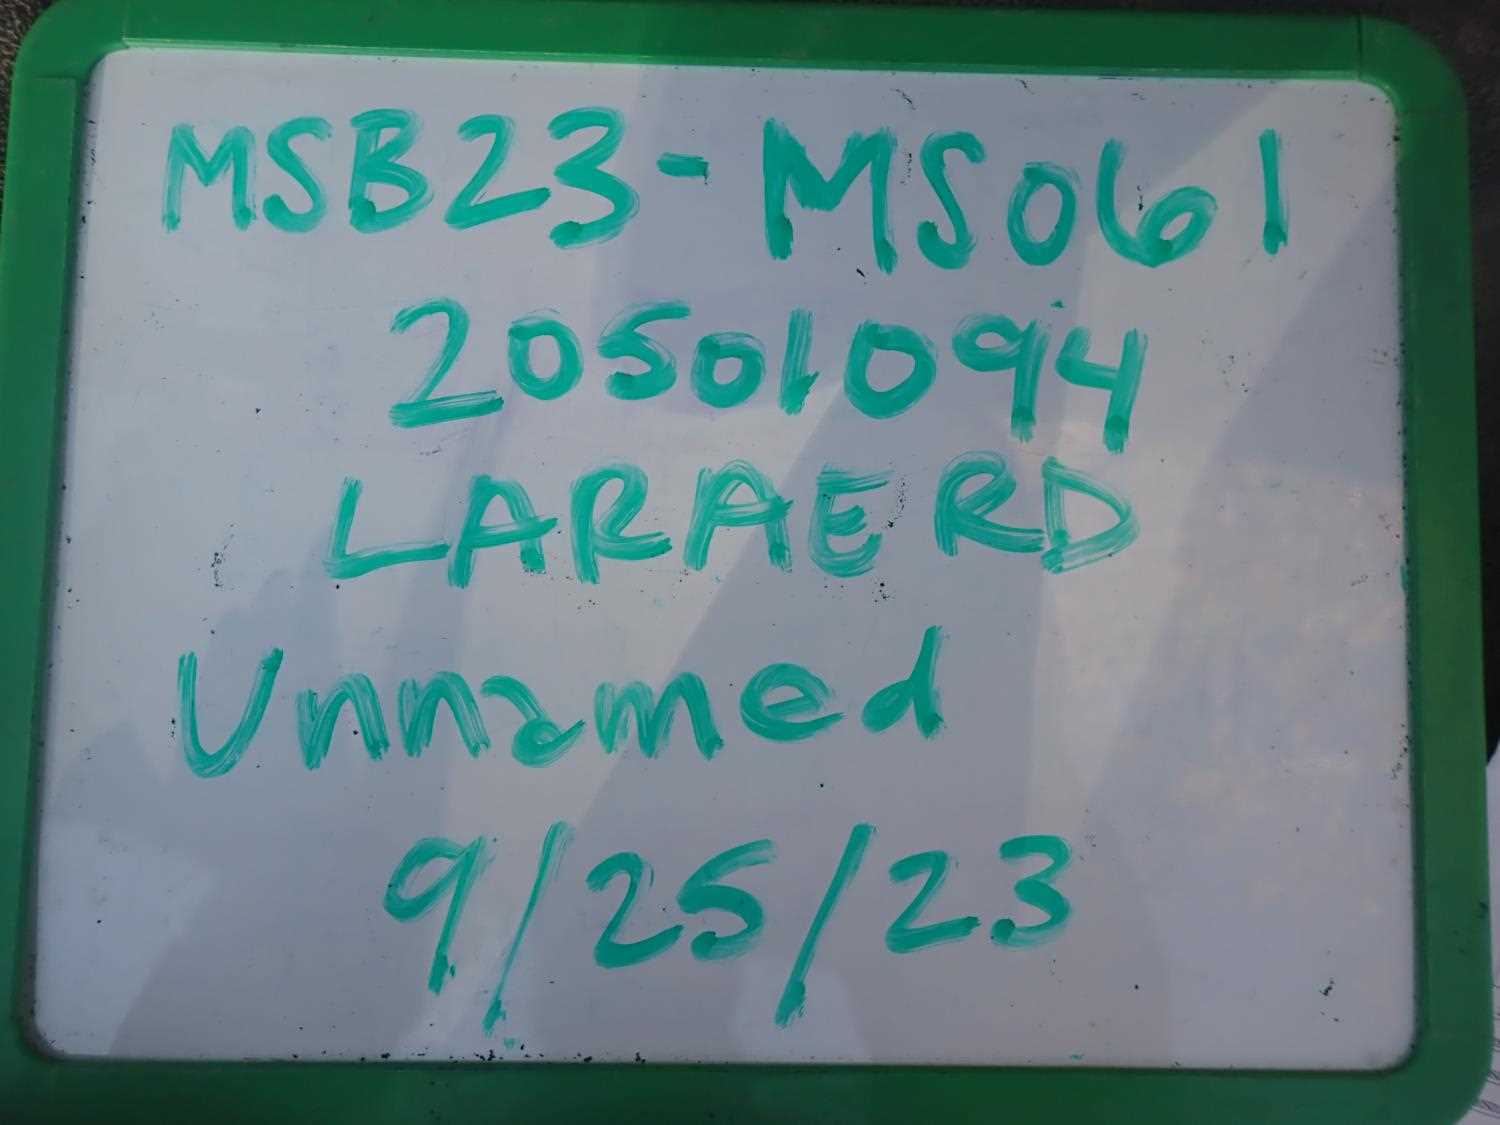 MSB23-MS061
20501094
LARAERD
Unnamed
9/25/23